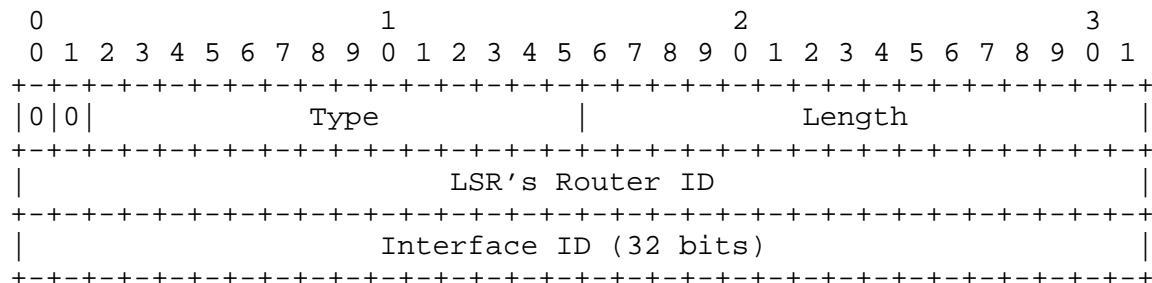 0                   1                   2                   3
 0 1 2 3 4 5 6 7 8 9 0 1 2 3 4 5 6 7 8 9 0 1 2 3 4 5 6 7 8 9 0 1
+-+-+-+-+-+-+-+-+-+-+-+-+-+-+-+-+-+-+-+-+-+-+-+-+-+-+-+-+-+-+-+-+
|0|0|            Type           |            Length             |
+-+-+-+-+-+-+-+-+-+-+-+-+-+-+-+-+-+-+-+-+-+-+-+-+-+-+-+-+-+-+-+-+
|                        LSR's Router ID                        |
+-+-+-+-+-+-+-+-+-+-+-+-+-+-+-+-+-+-+-+-+-+-+-+-+-+-+-+-+-+-+-+-+
|                    Interface ID (32 bits)                     |
+-+-+-+-+-+-+-+-+-+-+-+-+-+-+-+-+-+-+-+-+-+-+-+-+-+-+-+-+-+-+-+-+